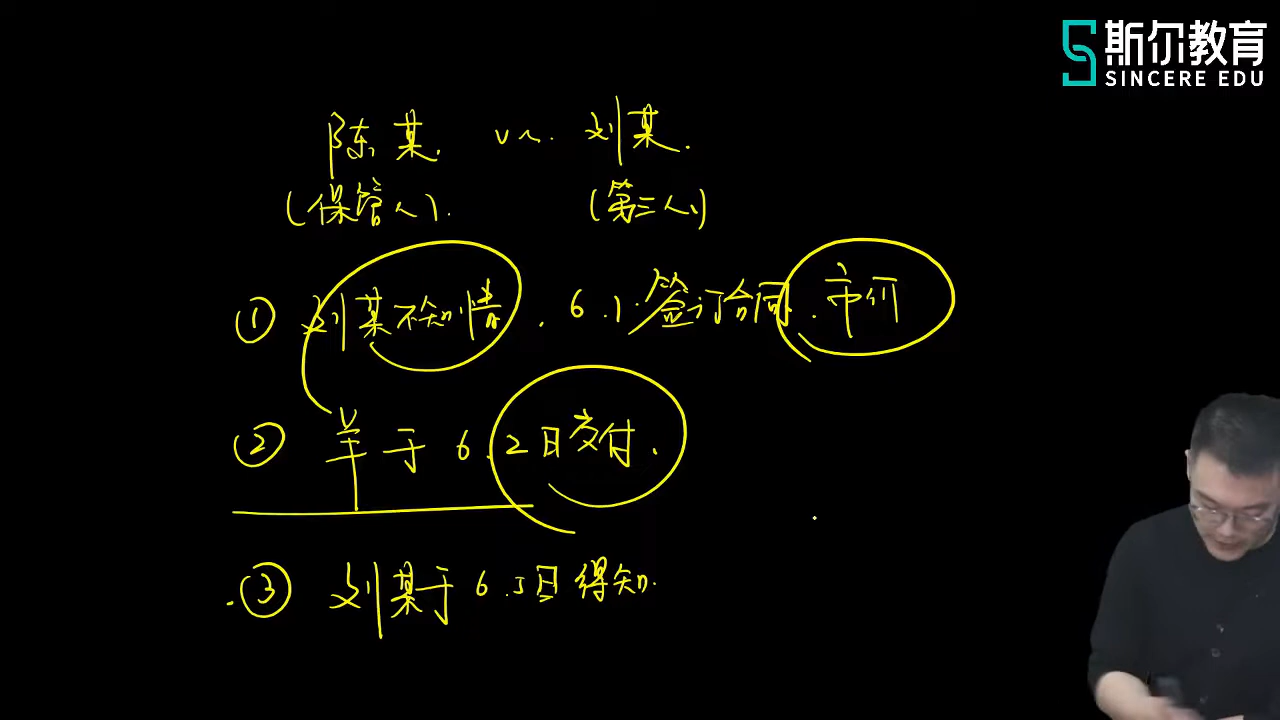 斯尔教育
SINCERE EDU
陈某. vs. 刘某.
(保管人). (第三人)
① 刘某不知情. 6.1.签订合同. 市价
② 羊于 6.2日交付.
③ 刘某于 6.5日得知.